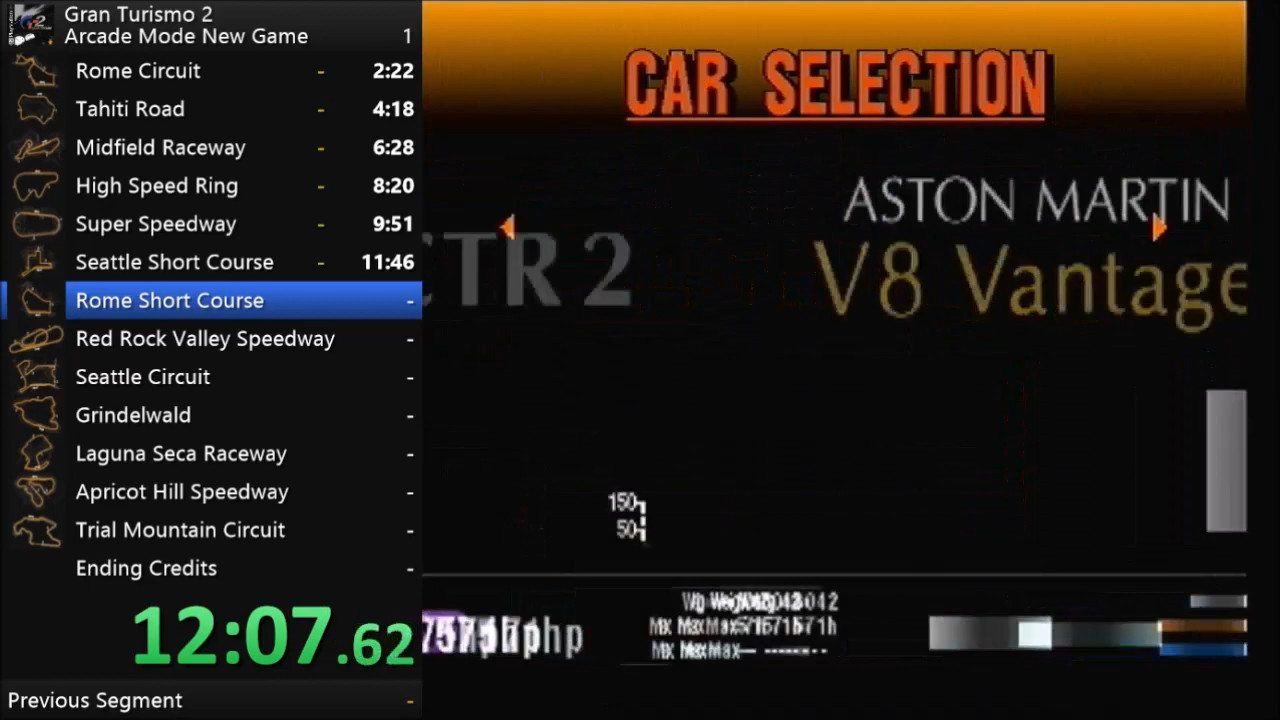 Gran Turismo 2
Arcade Mode New Game 1
Rome Circuit - 2:22
Tahiti Road - 4:18
Midfield Raceway - 6:28
High Speed Ring - 8:20
Super Speedway - 9:51
Seattle Short Course - 11:46
Rome Short Course -
Red Rock Valley Speedway -
Seattle Circuit -
Grindelwald -
Laguna Seca Raceway -
Apricot Hill Speedway -
Trial Mountain Circuit -
Ending Credits -
12:07.62
Previous Segment -
CAR SELECTION
ASTON MARTIN
CTR 2
V8 Vantage
150
50